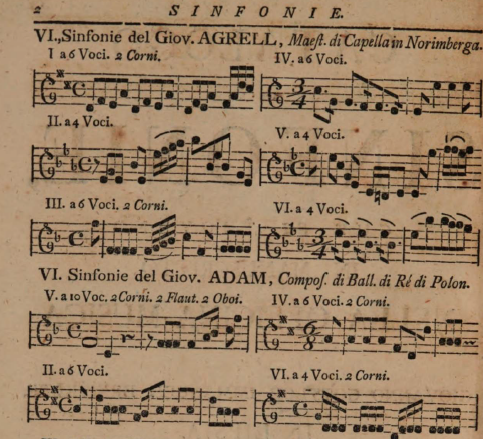 2 SINFONIE.
VI. Sinfonie del Giov. AGRELL, Maest. di Capella in Norimberga.
I a 6 Voci. 2 Corni.
IV. a 6 Voci.
II. a 4 Voci.
V. a 4 Voci.
III. a 6 Voci. 2 Corni.
VI. a 4 Voci.
VI. Sinfonie del Giov. ADAM, Compos. di Ball. di Ré di Polon.
V. a 10 Voc. 2 Corni. 2 Flaut. 2 Oboi.
IV. a 6 Voci. 2 Corni.
II. a 6 Voci.
VI. a 4 Voci. 2 Corni.